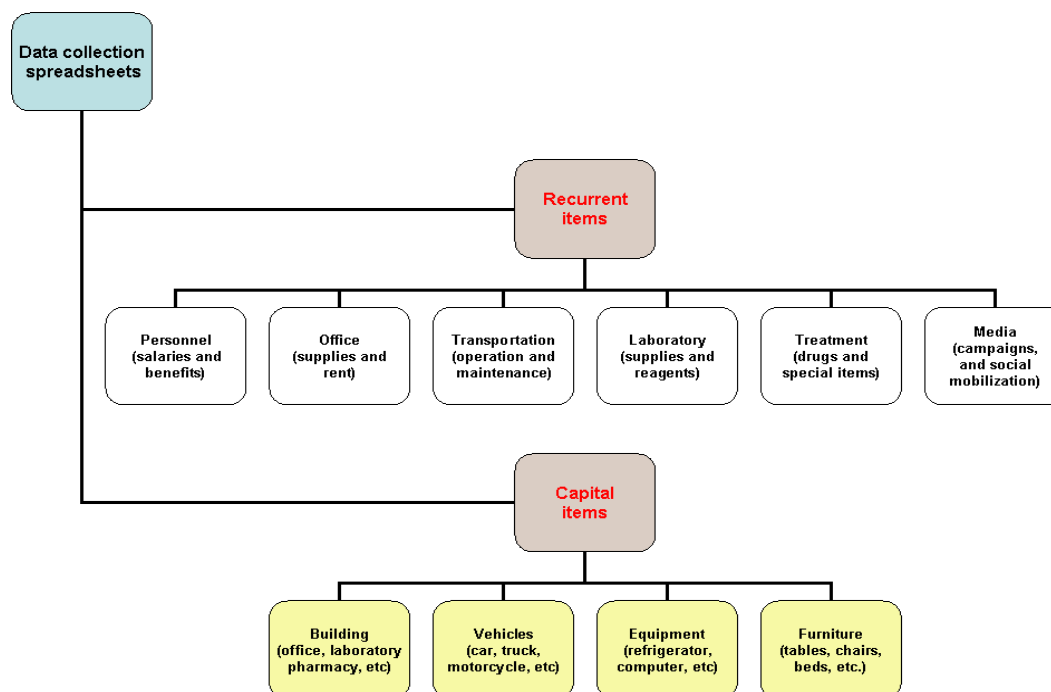 Data collection
spreadsheets
Recurrent
items
Personnel
(salaries and
benefits)
Office
(supplies and
rent)
Transportation
(operation and
maintenance)
Laboratory
(supplies and
reagents)
Treatment
(drugs and
special items)
Media
(campaigns,
and social
mobilization)
Capital
items
Building
(office, laboratory
pharmacy, etc)
Vehicles
(car, truck,
motorcycle, etc)
Equipment
(refrigerator,
computer, etc)
Furniture
(tables, chairs,
beds, etc.)